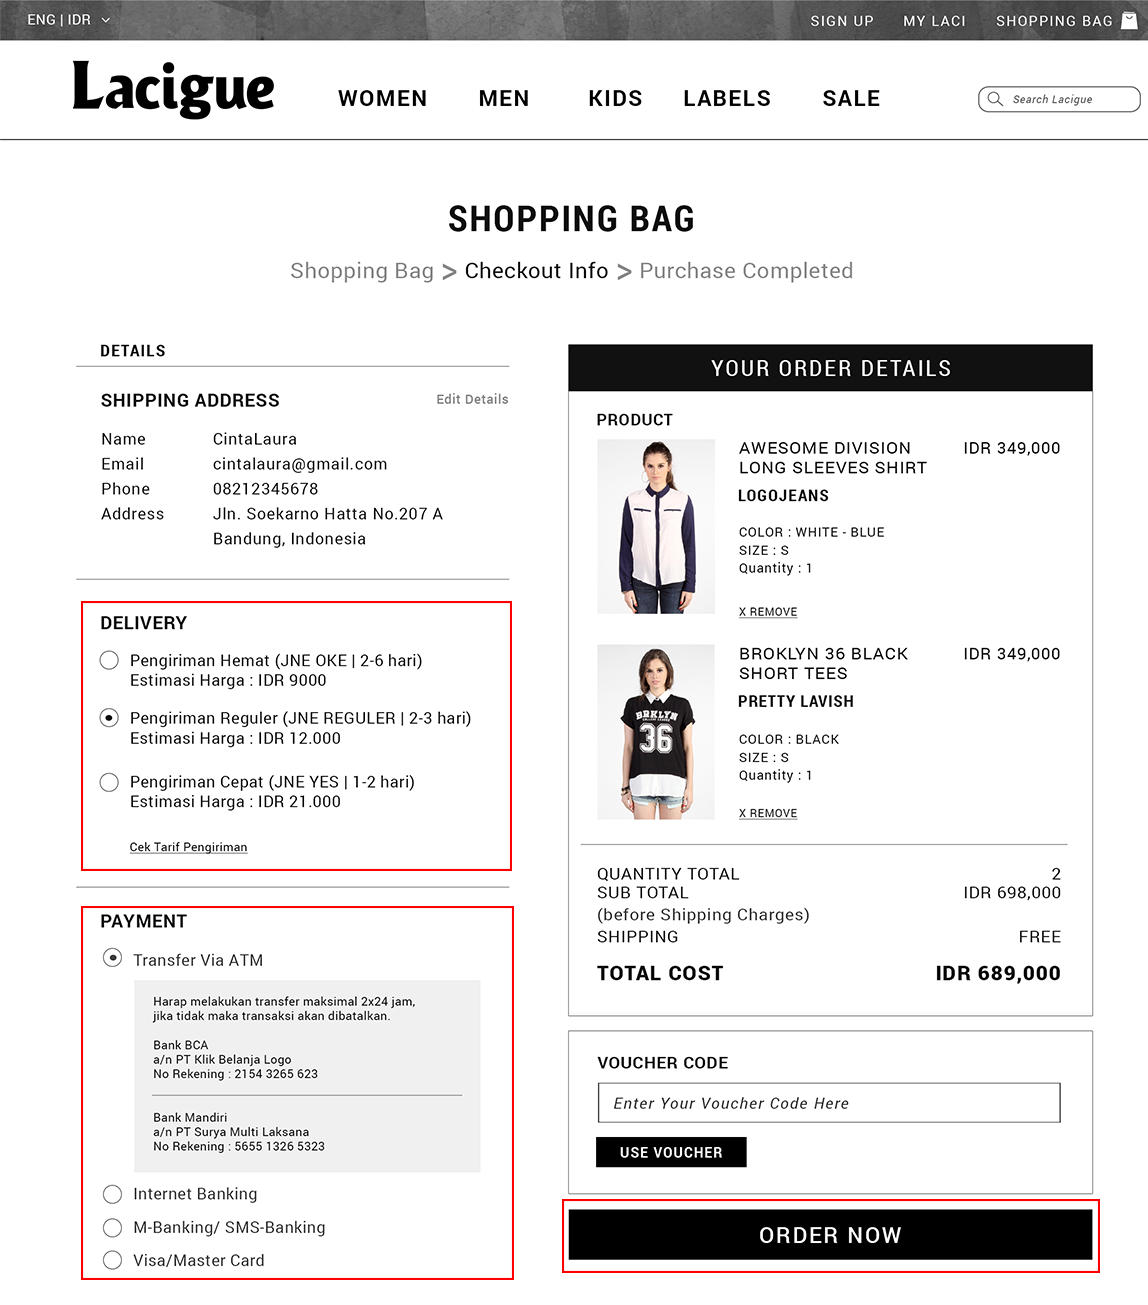 ENG | IDR
SIGN UP
MY LACI
SHOPPING BAG
Lacigue
WOMEN
MEN
KIDS
LABELS
SALE
Search Lacigue
SHOPPING BAG
Shopping Bag > Checkout Info > Purchase Completed
DETAILS
SHIPPING ADDRESS
Edit Details
Name CintaLaura
Email cintalaura@gmail.com
Phone 08212345678
Address Jln. Soekarno Hatta No.207 A
Bandung, Indonesia
DELIVERY
Pengiriman Hemat (JNE OKE | 2-6 hari)
Estimasi Harga : IDR 9000
Pengiriman Reguler (JNE REGULER | 2-3 hari)
Estimasi Harga : IDR 12.000
Pengiriman Cepat (JNE YES | 1-2 hari)
Estimasi Harga : IDR 21.000
Cek Tarif Pengiriman
PAYMENT
Transfer Via ATM
Harap melakukan transfer maksimal 2x24 jam,
jika tidak maka transaksi akan dibatalkan.
Bank BCA
a/n PT Klik Belanja Logo
No Rekening : 2154 3265 623
Bank Mandiri
a/n PT Surya Multi Laksana
No Rekening : 5655 1326 5323
Internet Banking
M-Banking/ SMS-Banking
Visa/Master Card
YOUR ORDER DETAILS
PRODUCT
AWESOME DIVISION IDR 349,000
LONG SLEEVES SHIRT
LOGOJEANS
COLOR : WHITE - BLUE
SIZE : S
Quantity : 1
X REMOVE
BRKLYN
36
BROKLYN 36 BLACK IDR 349,000
SHORT TEES
PRETTY LAVISH
COLOR : BLACK
SIZE : S
Quantity : 1
X REMOVE
QUANTITY TOTAL 2
SUB TOTAL IDR 698,000
(before Shipping Charges)
SHIPPING FREE
TOTAL COST IDR 689,000
VOUCHER CODE
Enter Your Voucher Code Here
USE VOUCHER
ORDER NOW